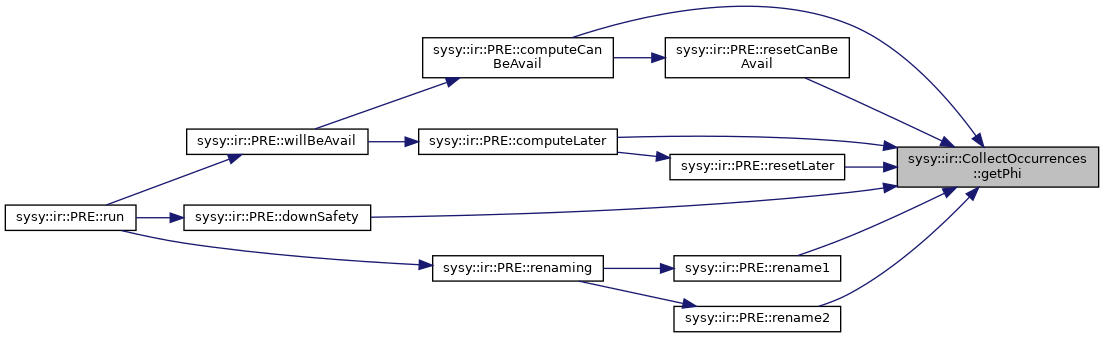 sysy::ir::PRE::computeCan
BeAvail
sysy::ir::PRE::resetCanBe
Avail
sysy::ir::PRE::willBeAvail
sysy::ir::PRE::computeLater
sysy::ir::CollectOccurrences
::getPhi
sysy::ir::PRE::resetLater
sysy::ir::PRE::run
sysy::ir::PRE::downSafety
sysy::ir::PRE::renaming
sysy::ir::PRE::rename1
sysy::ir::PRE::rename2